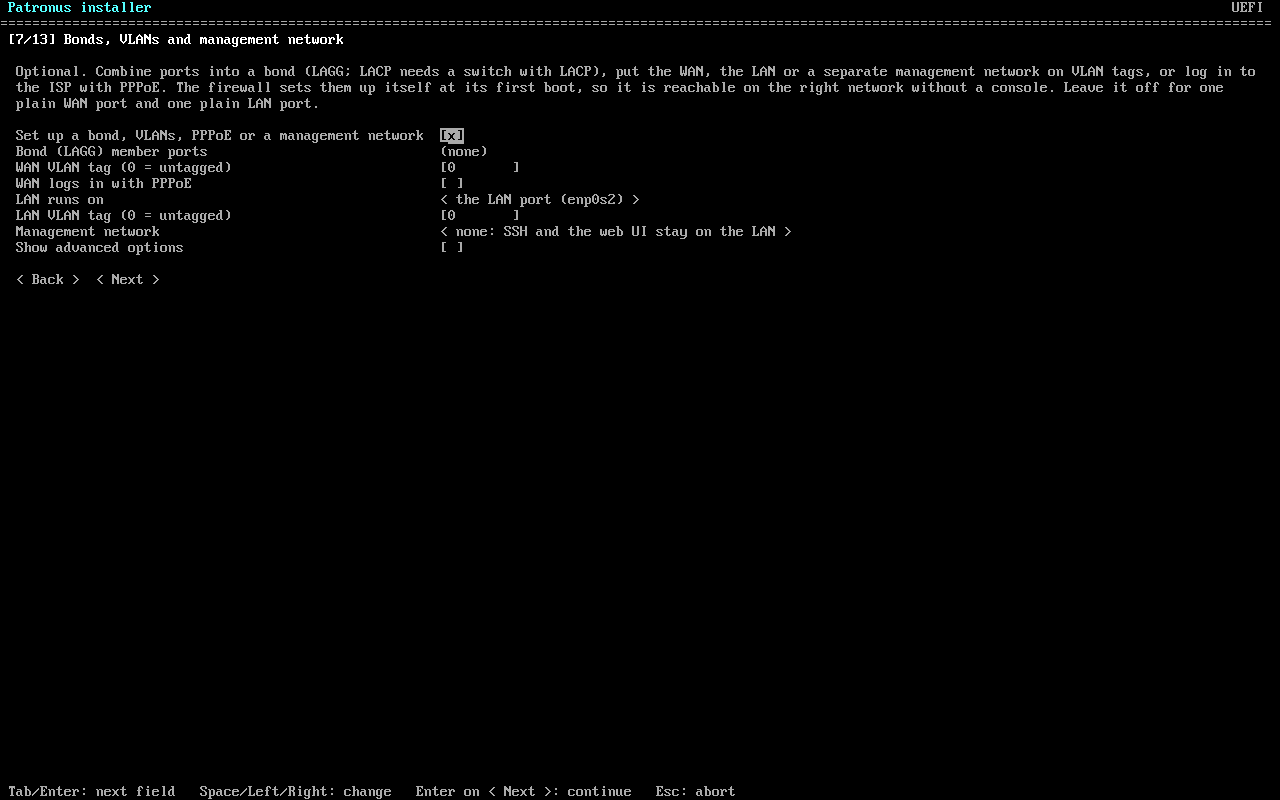 Patronus installer UEFI
================================================================================================================================================================
[7/13] Bonds, VLANs and management network
Optional. Combine ports into a bond (LAGG; LACP needs a switch with LACP), put the WAN, the LAN or a separate management network on VLAN tags, or log in to
the ISP with PPPoE. The firewall sets them up itself at its first boot, so it is reachable on the right network without a console. Leave it off for one
plain WAN port and one plain LAN port.
Set up a bond, VLANs, PPPoE or a management network [x]
Bond (LAGG) member ports (none)
WAN VLAN tag (0 = untagged) [0       ]
WAN logs in with PPPoE [ ]
LAN runs on < the LAN port (enp0s2) >
LAN VLAN tag (0 = untagged) [0       ]
Management network < none: SSH and the web UI stay on the LAN >
Show advanced options [ ]
< Back >  < Next >
Tab/Enter: next field   Space/Left/Right: change   Enter on < Next >: continue   Esc: abort